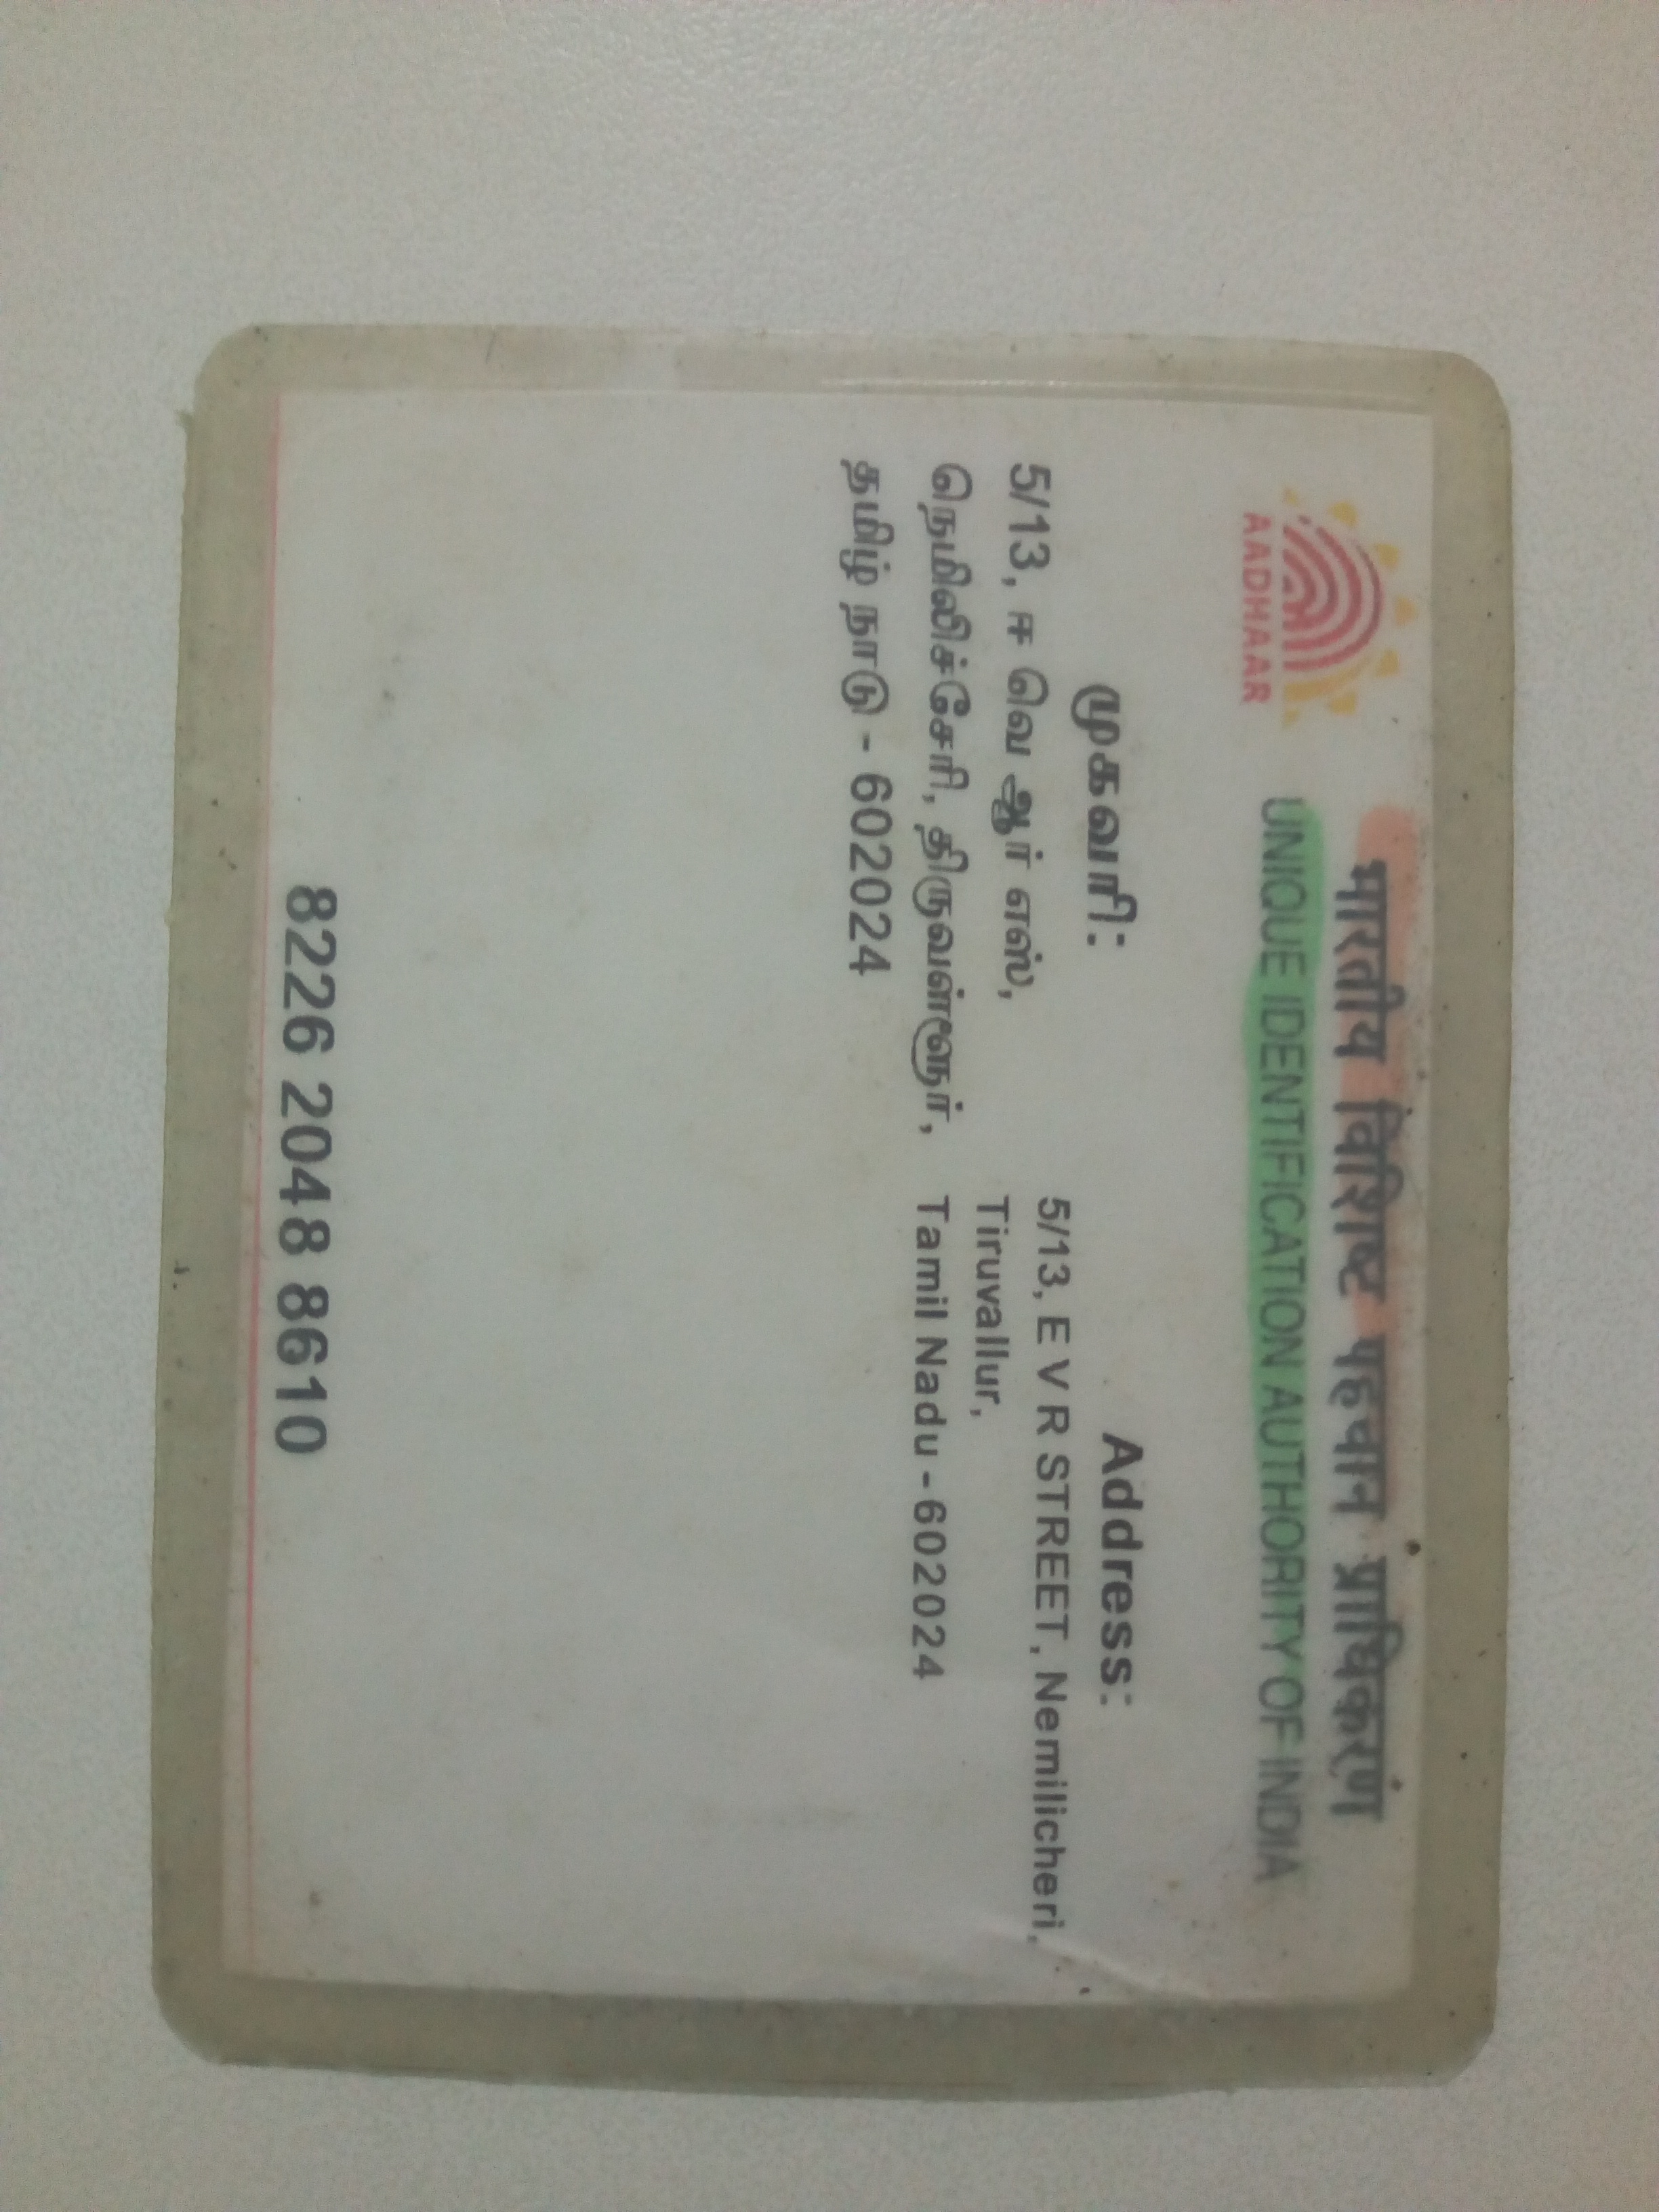 भारतीय विशिष्ट पहचान प्राधिकरण
UNIQUE IDENTIFICATION AUTHORITY OF INDIA
AADHAAR
முகவரி:
5/13, ஈ வெ ஆர் எஸ்,
நெமிலிச்சேரி, திருவள்ளூர்,
தமிழ் நாடு - 602024
Address:
5/13, E V R STREET, Nemilicheri,
Tiruvallur,
Tamil Nadu - 602024
8226 2048 8610